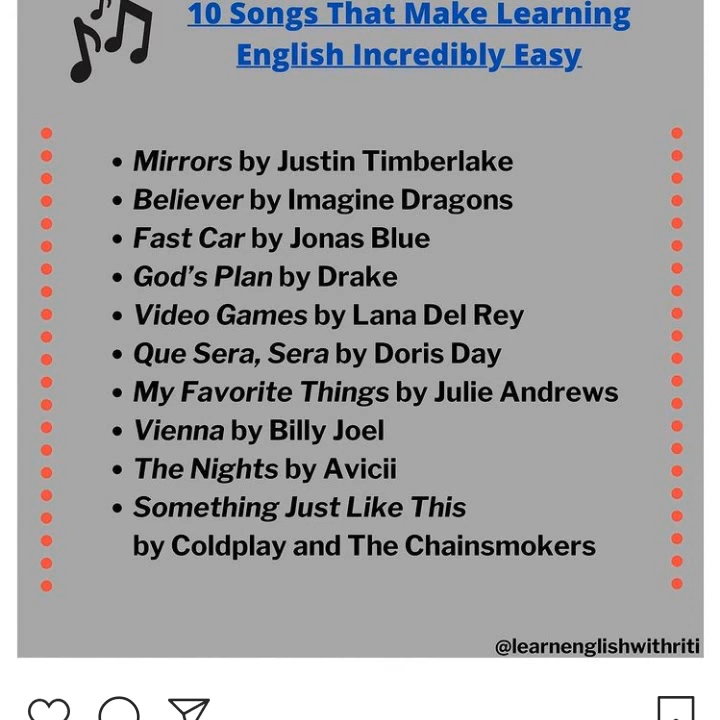 10 Songs That Make Learning
English Incredibly Easy
• Mirrors by Justin Timberlake
• Believer by Imagine Dragons
• Fast Car by Jonas Blue
• God's Plan by Drake
• Video Games by Lana Del Rey
• Que Sera, Sera by Doris Day
• My Favorite Things by Julie Andrews
• Vienna by Billy Joel
• The Nights by Avicii
• Something Just Like This
by Coldplay and The Chainsmokers
@learnenglishwithriti